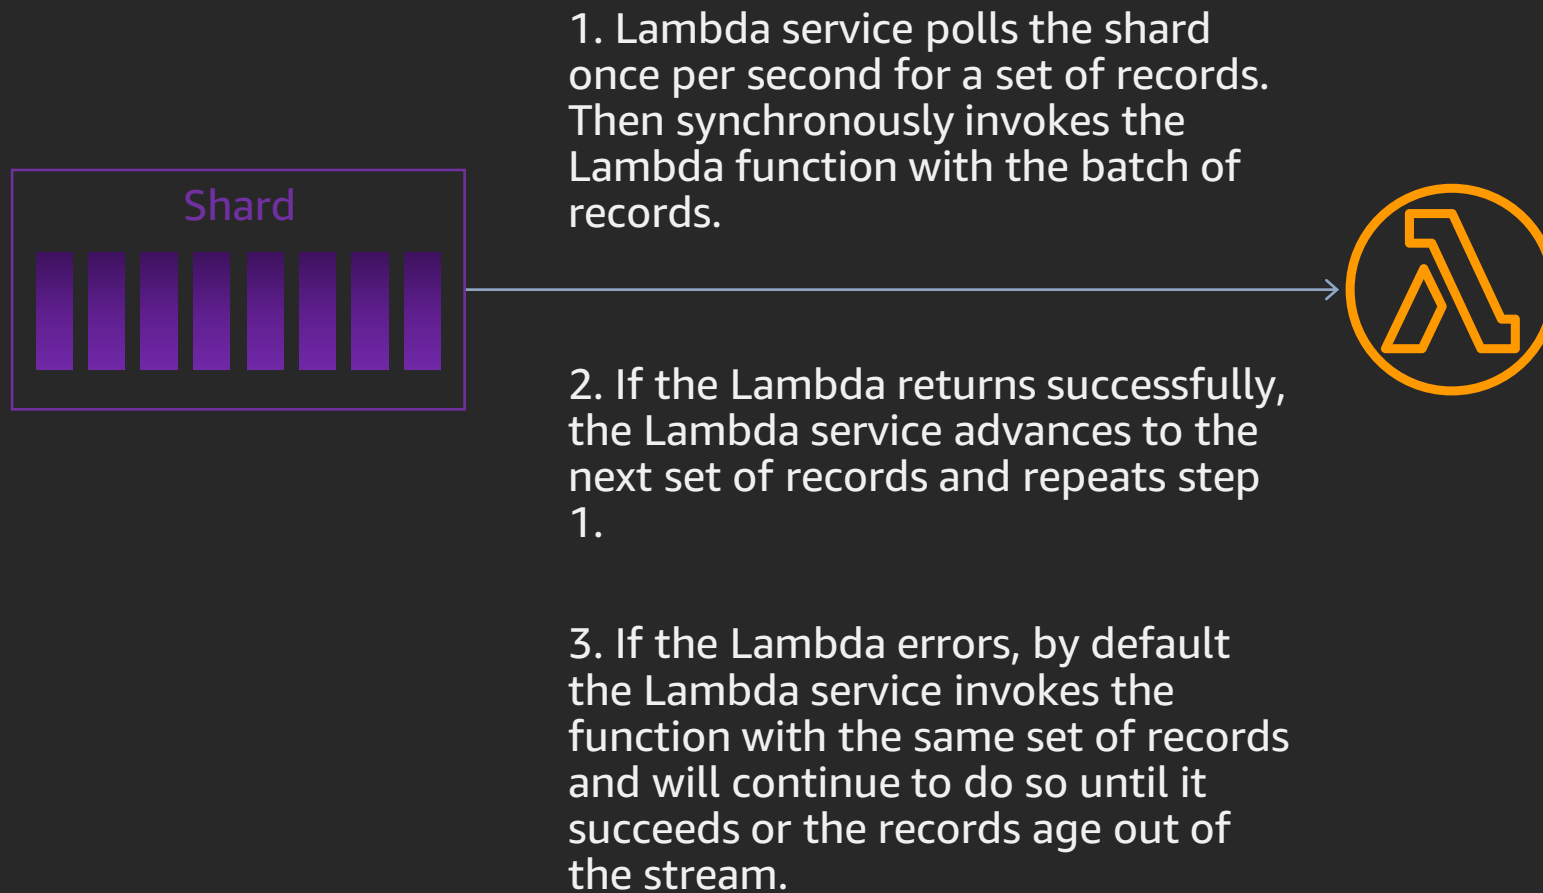 1. Lambda service polls the shard
once per second for a set of records.
Then synchronously invokes the
Lambda function with the batch of
records.
Shard
2. If the Lambda returns successfully,
the Lambda service advances to the
next set of records and repeats step
1.
3. If the Lambda errors, by default
the Lambda service invokes the
function with the same set of records
and will continue to do so until it
succeeds or the records age out of
the stream.